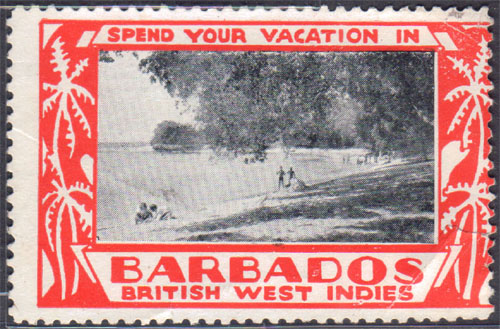 SPEND YOUR VACATION IN
BARBADOS
BRITISH WEST INDIES